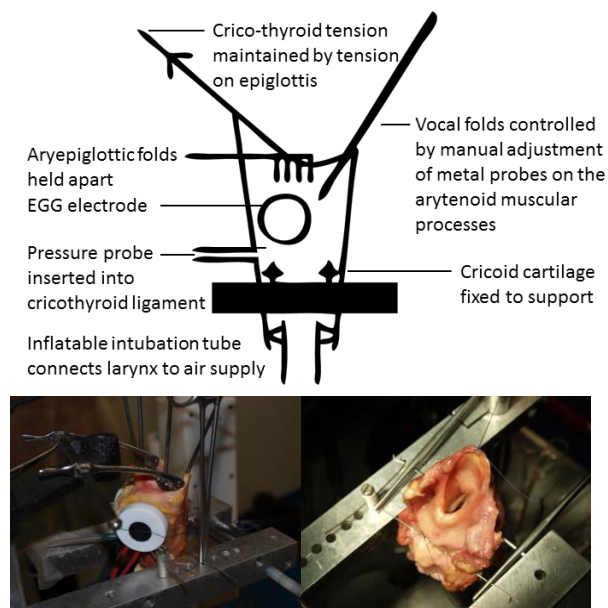 Crico-thyroid tension
maintained by tension
on epiglottis
Vocal folds controlled
by manual adjustment
of metal probes on the
arytenoid muscular
processes
Aryepiglottic folds
held apart
EGG electrode
Pressure probe
inserted into
cricothyroid ligament
Cricoid cartilage
fixed to support
Inflatable intubation tube
connects larynx to air supply